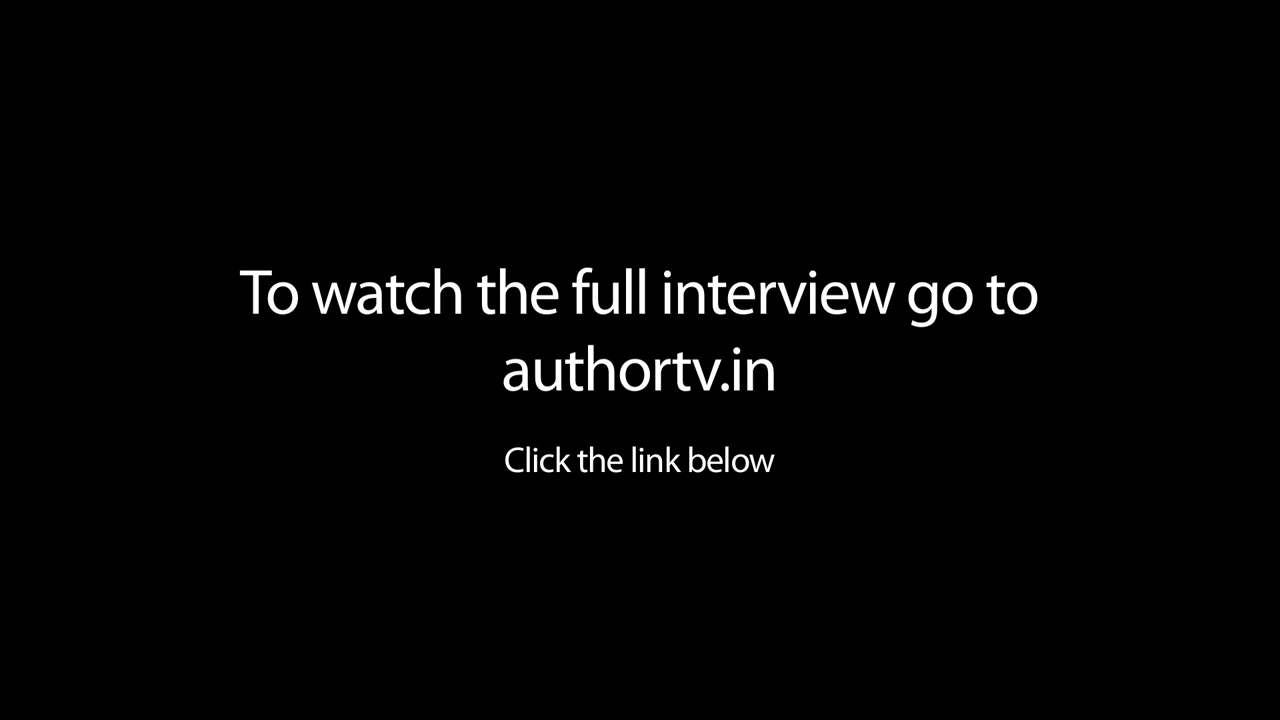 To watch the full interview go to
authortv.in
Click the link below